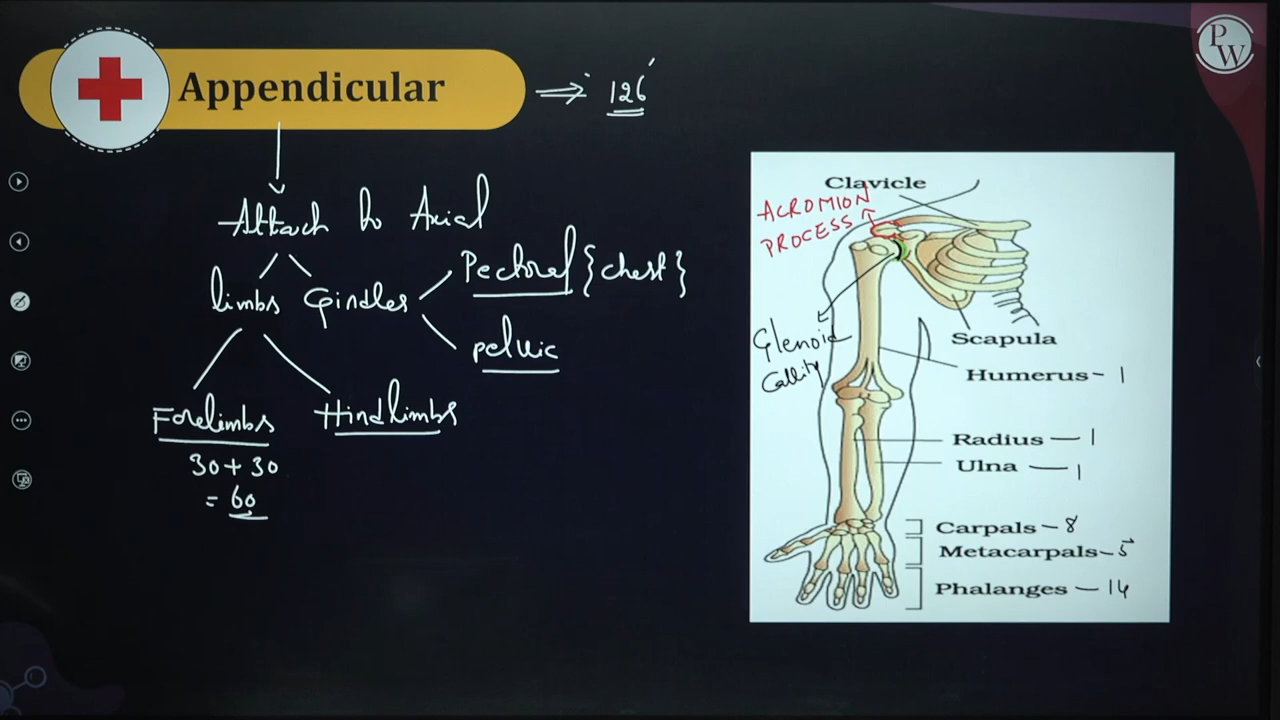 PW
Appendicular ⇒ 126
Attach to Axial
limbs Girdles
Pectoral {chest}
pelvic
Forelimbs
30 + 30
= 60
Hindlimbs
Clavicle
ACROMION
PROCESS
Glenoid
Scapula
Humerus - 1
Radius - 1
Ulna - 1
Carpals - 8
Metacarpals - 5
Phalanges - 14